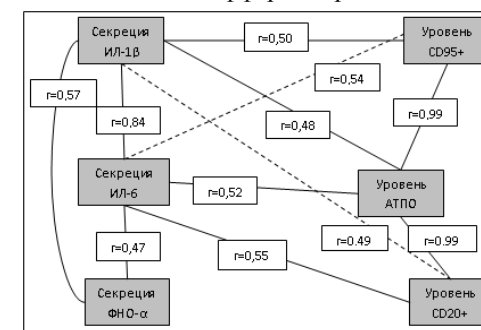 Секреция
ИЛ-1β
r=0,50
Уровень
CD95+
r=0,57
r=0,54
r=0,84
r=0,48
r=0,99
Секреция
ИЛ-6
r=0,52
Уровень
АТПО
r=0,47
r=0,55
r=0.49
r=0.99
Секреция
ФНО-α
Уровень
CD20+